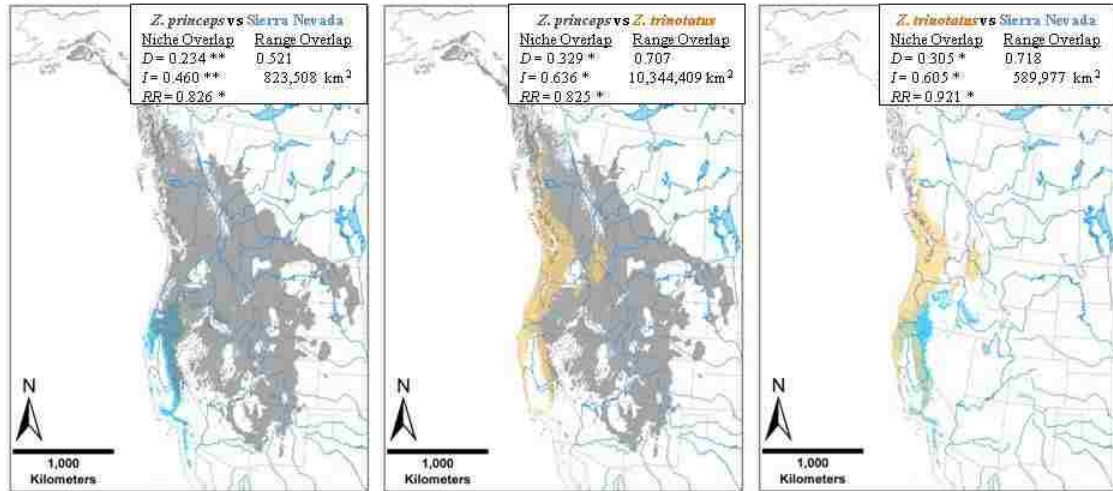 Z. princeps vs Sierra Nevada
Niche Overlap Range Overlap
D = 0.234 ** 0.521
I = 0.460 ** 823,508 km²
RR = 0.826 *
N
1,000
Kilometers
Z. princeps vs Z. trinotatus
Niche Overlap Range Overlap
D = 0.329 * 0.707
I = 0.636 * 10,344,409 km²
RR = 0.825 *
N
1,000
Kilometers
Z. trinotatus vs Sierra Nevada
Niche Overlap Range Overlap
D = 0.305 * 0.718
I = 0.605 * 589,977 km²
RR = 0.921 *
N
1,000
Kilometers